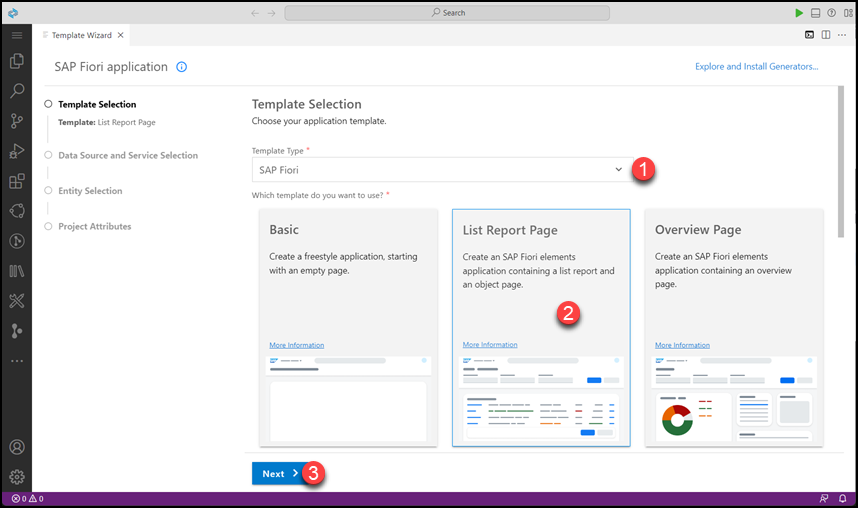 Search
Template Wizard
SAP Fiori application
Explore and Install Generators...
Template Selection
Template: List Report Page
Data Source and Service Selection
Entity Selection
Project Attributes
Template Selection
Choose your application template.
Template Type *
SAP Fiori
1
Which template do you want to use? *
Basic
Create a freestyle application, starting
with an empty page.
More Information
List Report Page
Create an SAP Fiori elements
application containing a list report and
an object page.
2
More Information
Overview Page
Create an SAP Fiori elements
application containing an overview
page.
More Information
Next
3
0 0